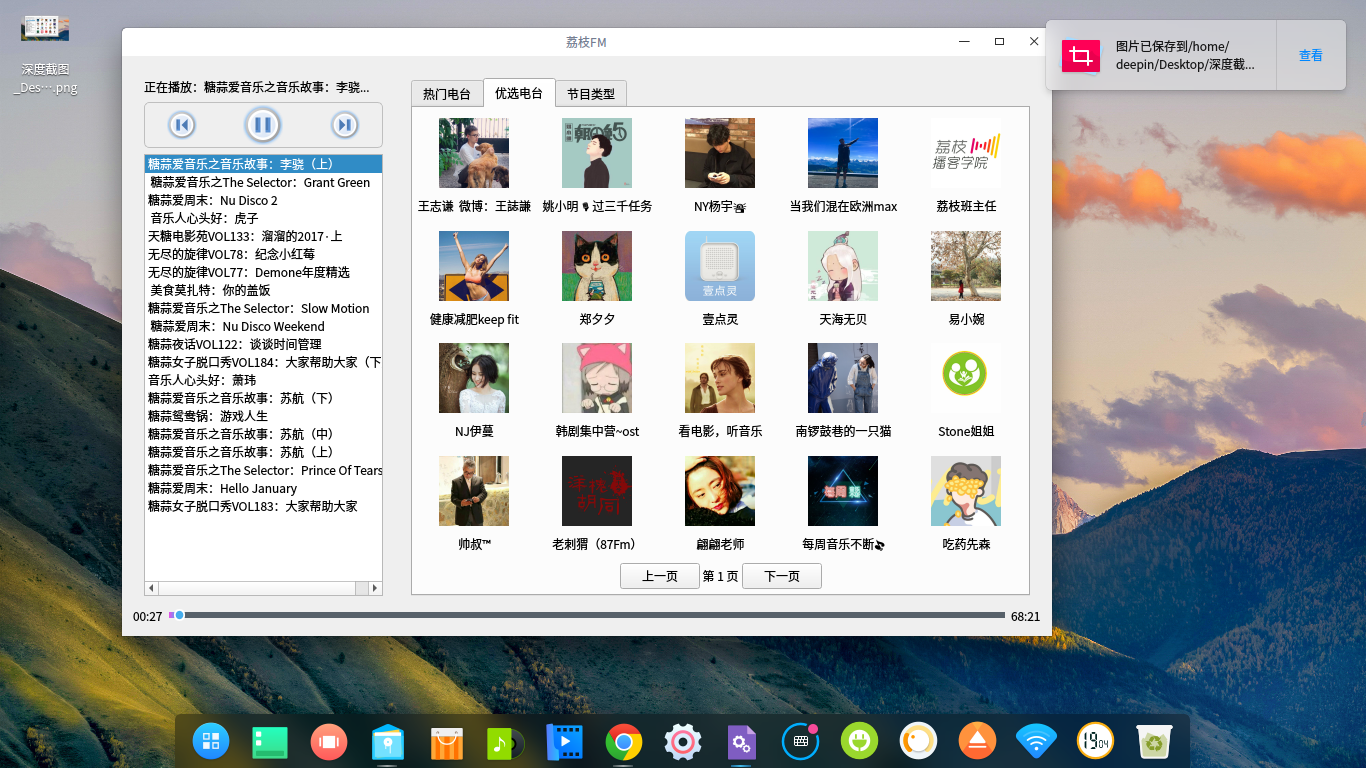 深度截图
_Des….png
荔枝FM
图片已保存到/home/
deepin/Desktop/深度截...
查看
正在播放：糖蒜爱音乐之音乐故事：李骁...
糖蒜爱音乐之音乐故事：李骁（上）
糖蒜爱音乐之The Selector：Grant Green
糖蒜爱周末：Nu Disco 2
音乐人心头好：虎子
天糖电影苑VOL133：溜溜的2017·上
无尽的旋律VOL78：纪念小红莓
无尽的旋律VOL77：Demone年度精选
美食莫扎特：你的盖饭
糖蒜爱音乐之The Selector：Slow Motion
糖蒜爱周末：Nu Disco Weekend
糖蒜夜话VOL122：谈谈时间管理
糖蒜女子脱口秀VOL184：大家帮助大家（下
音乐人心头好：萧玮
糖蒜爱音乐之音乐故事：苏航（下）
糖蒜鸳鸯锅：游戏人生
糖蒜爱音乐之音乐故事：苏航（中）
糖蒜爱音乐之音乐故事：苏航（上）
糖蒜爱音乐之The Selector：Prince Of Tears
糖蒜爱周末：Hello January
糖蒜女子脱口秀VOL183：大家帮助大家
热门电台 优选电台 节目类型
荔枝
播客学院
王志谦 微博：王誌謙 姚小明 过三千任务 NY杨宇 当我们混在欧洲max 荔枝班主任
壹点灵
健康减肥keep fit 郑夕夕 壹点灵 天海无贝 易小婉
NJ伊蔓 韩剧集中营~ost 看电影，听音乐 南锣鼓巷的一只猫 Stone姐姐
胡同
帅叔™ 老刺猬（87Fm） 翩翩老师 每周音乐不断 吃药先森
上一页 第 1 页 下一页
00:27 68:21
19 04